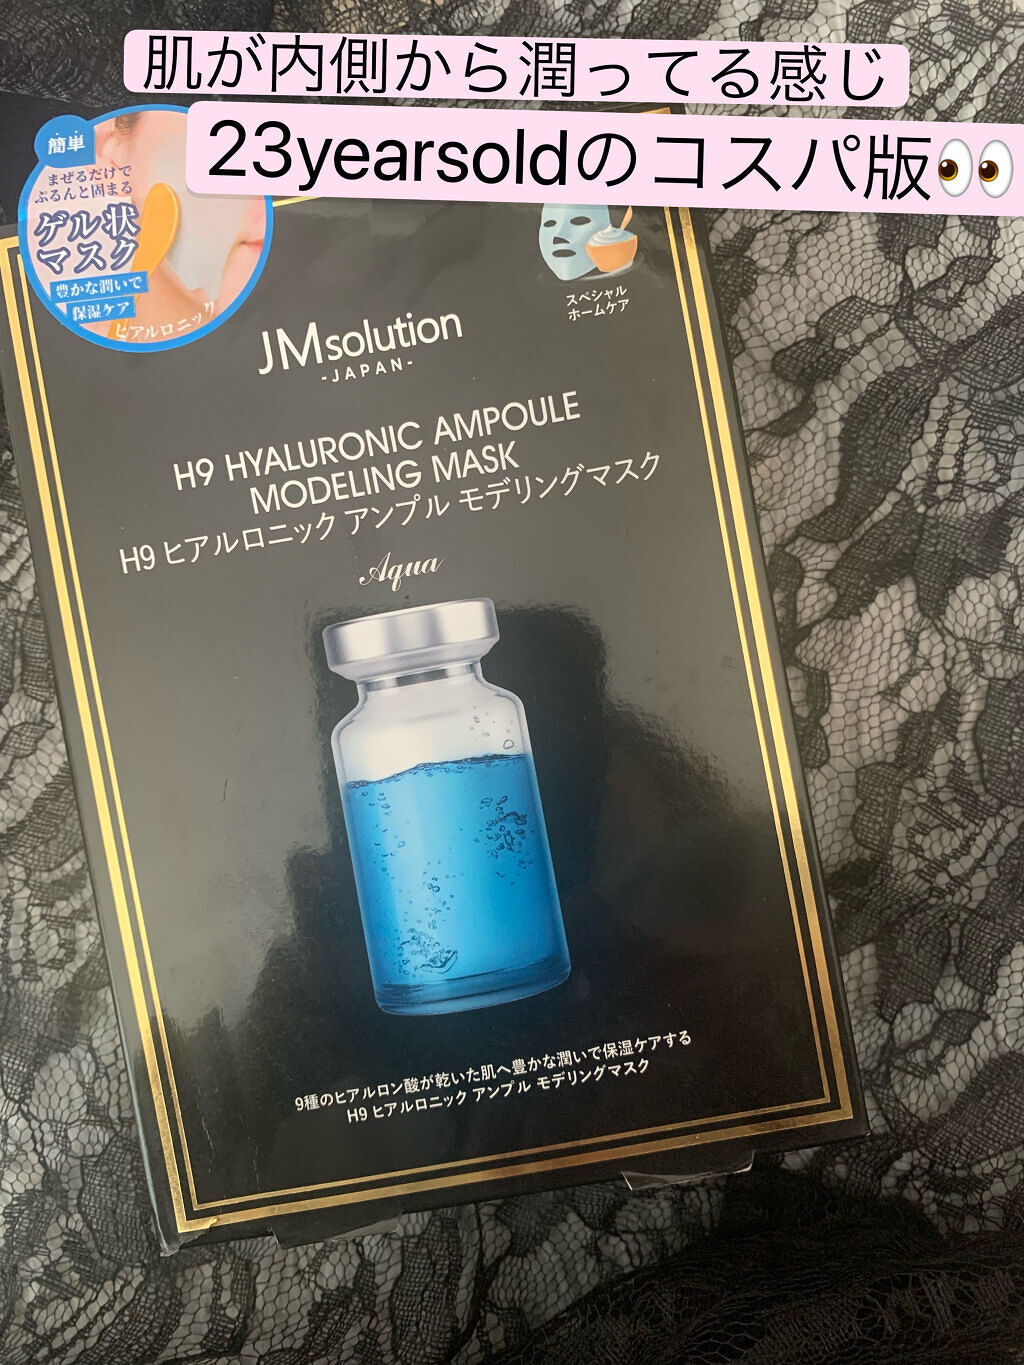 肌が内側から潤ってる感じ
23yearsoldのコスパ版👀
簡単
まぜるだけで
ぷるんと固まる
ゲル状
マスク
豊かな潤いで
保湿ケア
ヒアルロニック
スペシャル
ホームケア
JMsolution
-JAPAN-
H9 HYALURONIC AMPOULE
MODELING MASK
H9 ヒアルロニック アンプル モデリングマスク
Aqua
9種のヒアルロン酸が乾いた肌へ豊かな潤いで保湿ケアする
H9 ヒアルロニック アンプル モデリングマスク